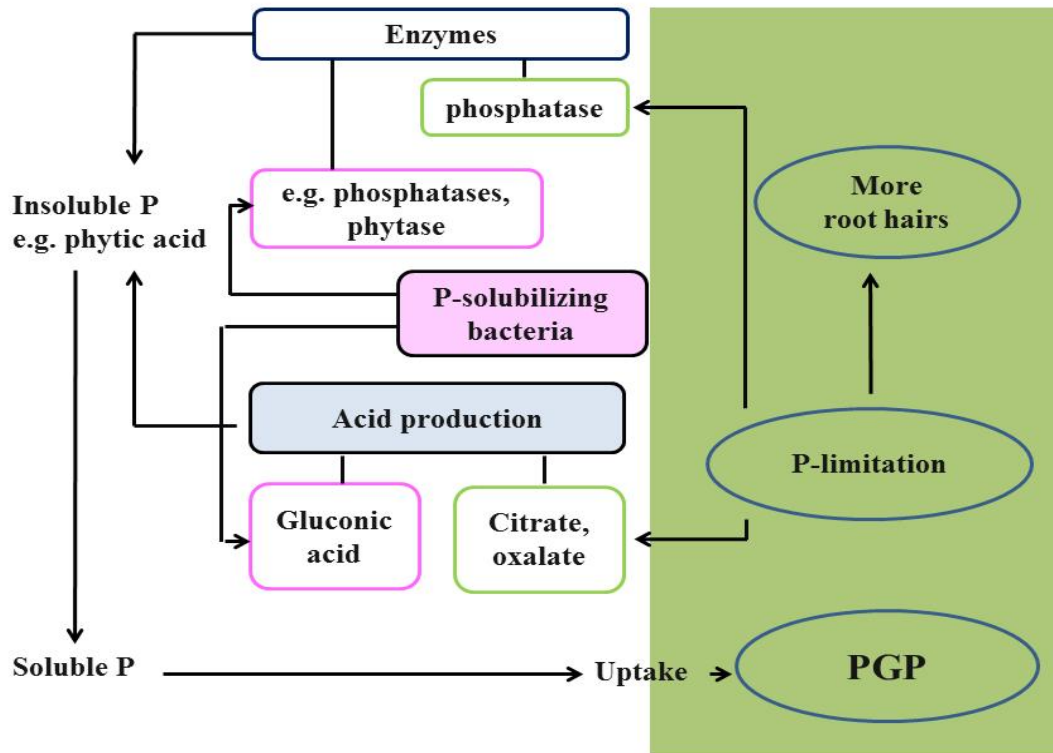 Enzymes
phosphatase
e.g. phosphatases,
phytase
More
root hairs
Insoluble P
e.g. phytic acid
P-solubilizing
bacteria
Acid production
P-limitation
Gluconic
acid
Citrate,
oxalate
Soluble P
Uptake
PGP